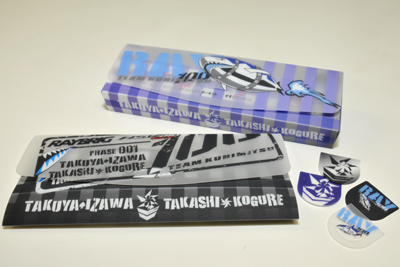 RAY
TEAM KUNIMITSU
100
TAKUYA★IZAWA TAKASHI★KOGURE
RAYBRIG
PHASE 001
TAKUYA★IZAWA
TAKASHI★KOGURE
TEAM KUNIMITSU
TAKUYA★IZAWA TAKASHI★KOGURE
RAY
RAY